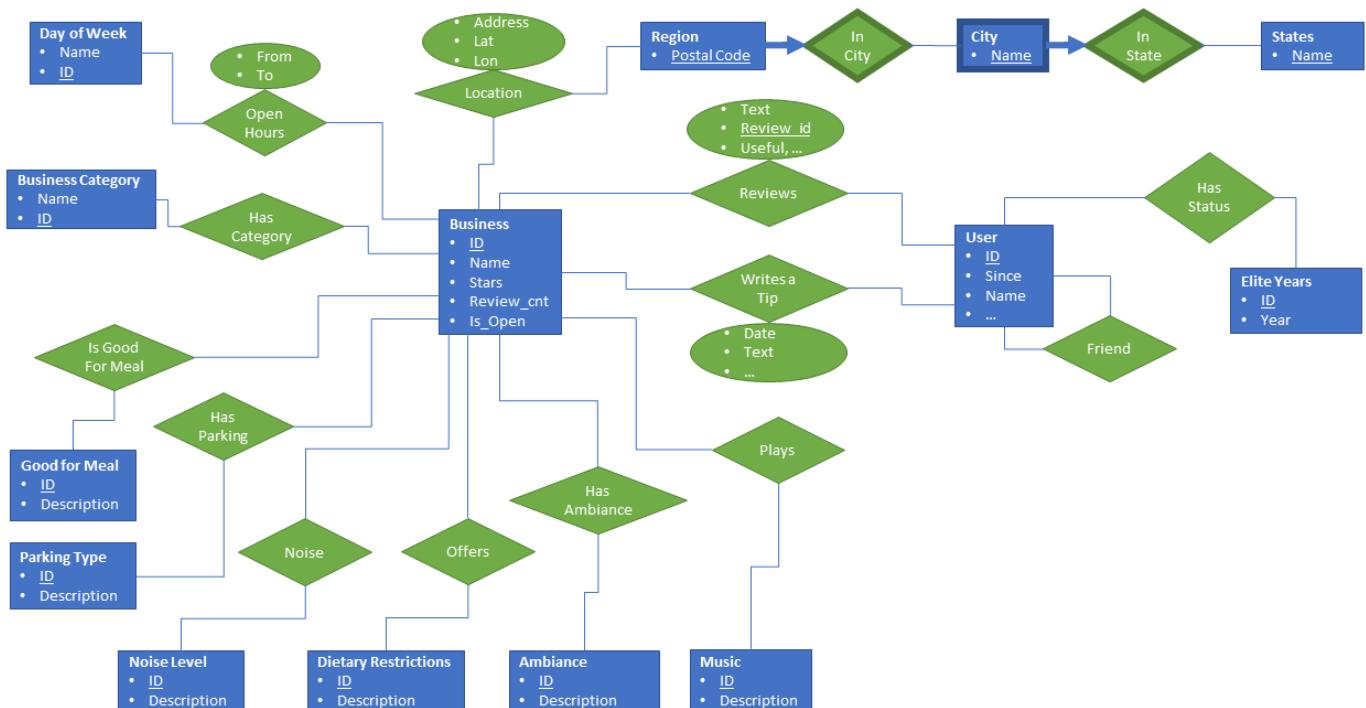 Day of Week
• Name
• ID
• From
• To
Open
Hours
• Address
• Lat
• Lon
Location
Region
• Postal Code
In
City
City
• Name
In
State
States
• Name
Business Category
• Name
• ID
Has
Category
• Text
• Review_id
• Useful, ...
Reviews
Has
Status
Business
• ID
• Name
• Stars
• Review_cnt
• Is_Open
Writes a
Tip
• Date
• Text
• ...
User
• ID
• Since
• Name
• ...
Elite Years
• ID
• Year
Friend
Is Good
For Meal
Has
Parking
Plays
Good for Meal
• ID
• Description
Has
Ambiance
Parking Type
• ID
• Description
Noise
Offers
Noise Level
• ID
• Description
Dietary Restrictions
• ID
• Description
Ambiance
• ID
• Description
Music
• ID
• Description